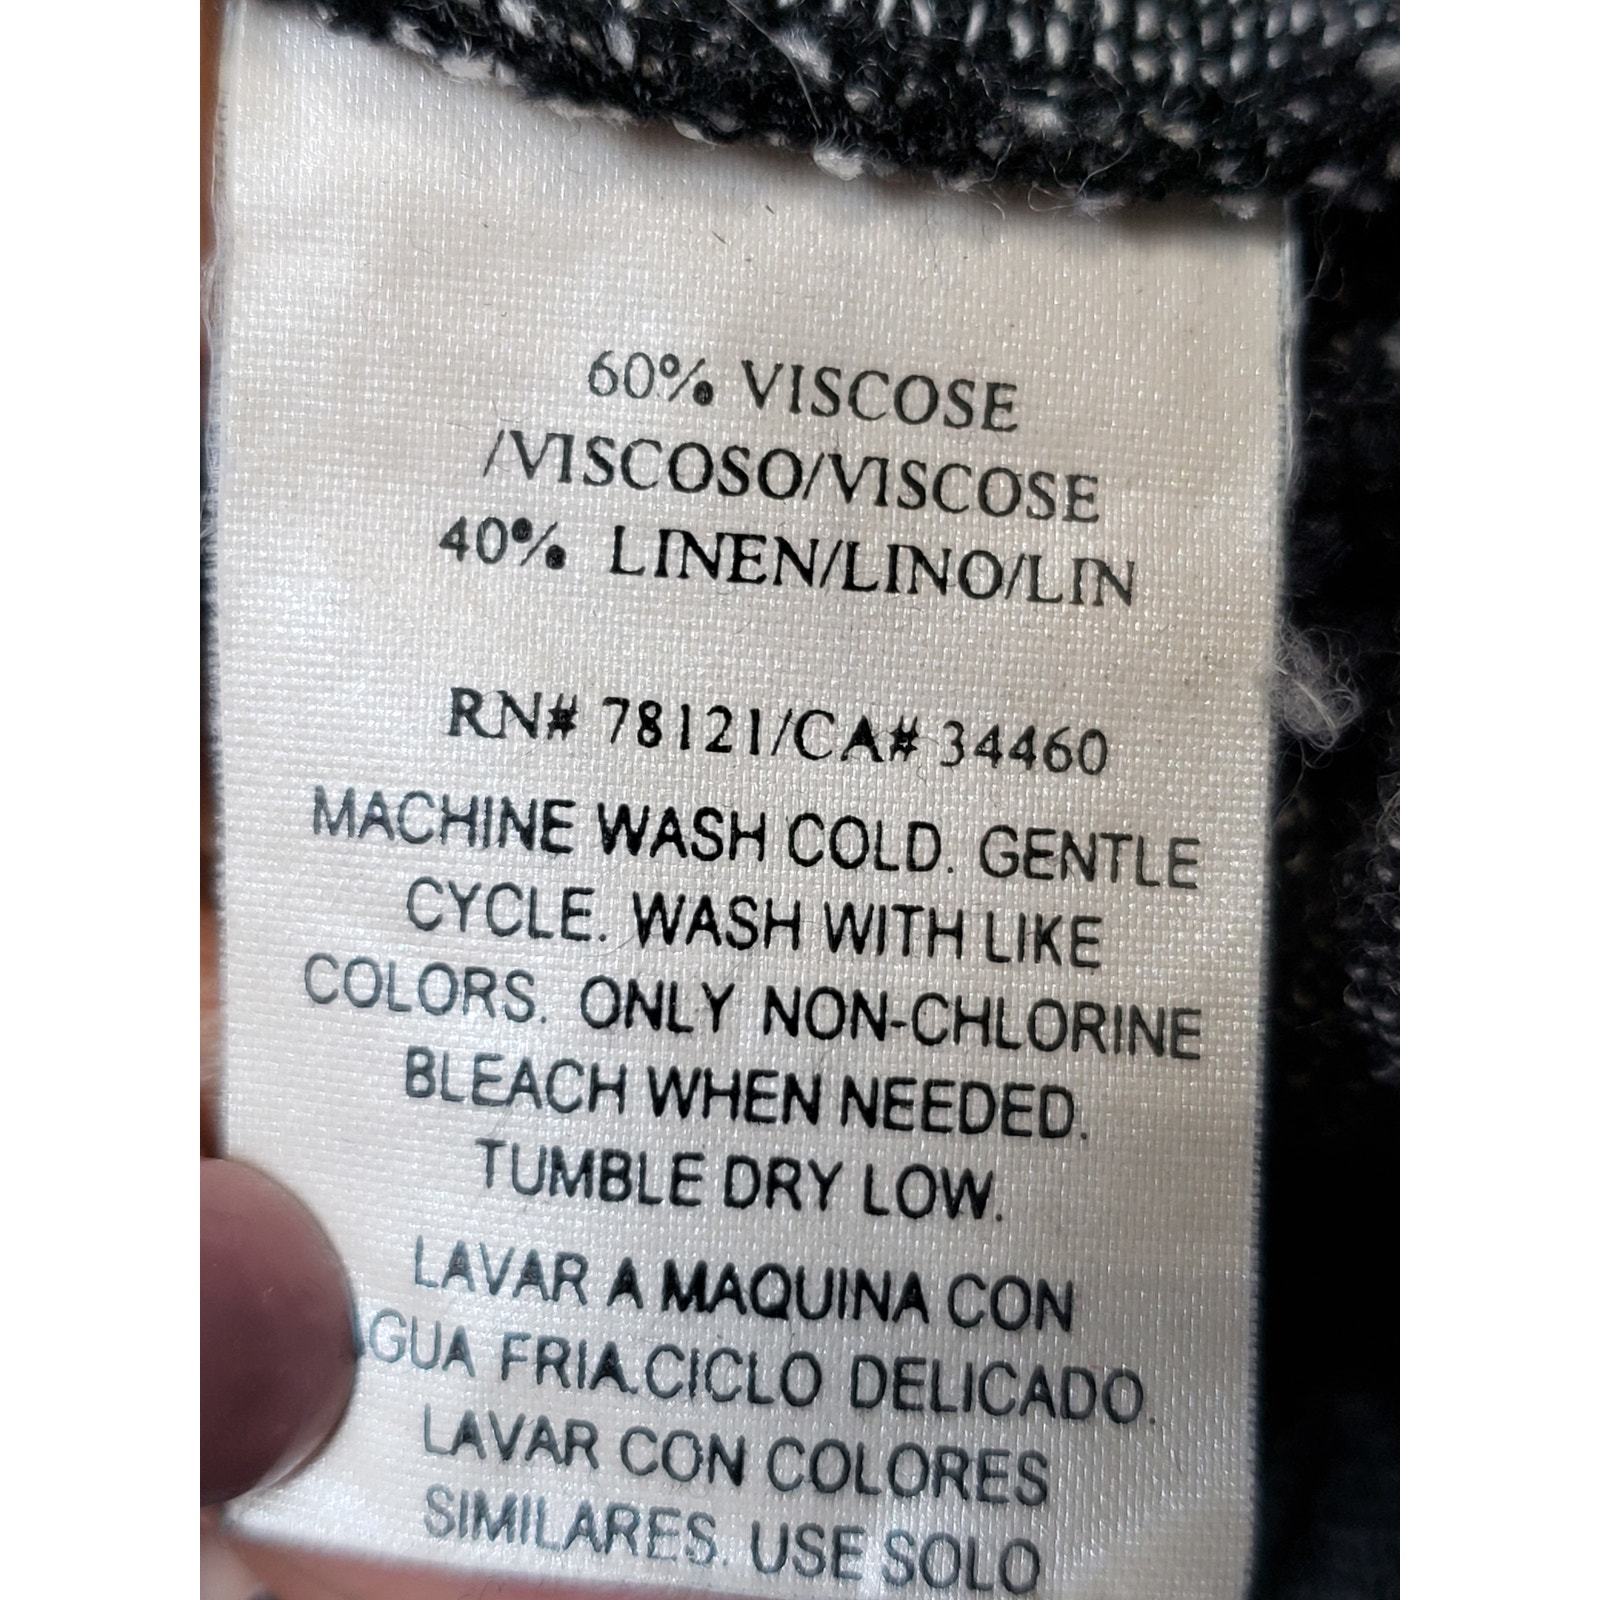 60% VISCOSE
/VISCOSO/VISCOSE
40% LINEN/LINO/LIN
RN# 78121/CA# 34460
MACHINE WASH COLD. GENTLE
CYCLE. WASH WITH LIKE
COLORS. ONLY NON-CHLORINE
BLEACH WHEN NEEDED.
TUMBLE DRY LOW.
LAVAR A MAQUINA CON
AGUA FRIA.CICLO DELICADO.
LAVAR CON COLORES
SIMILARES. USE SOLO